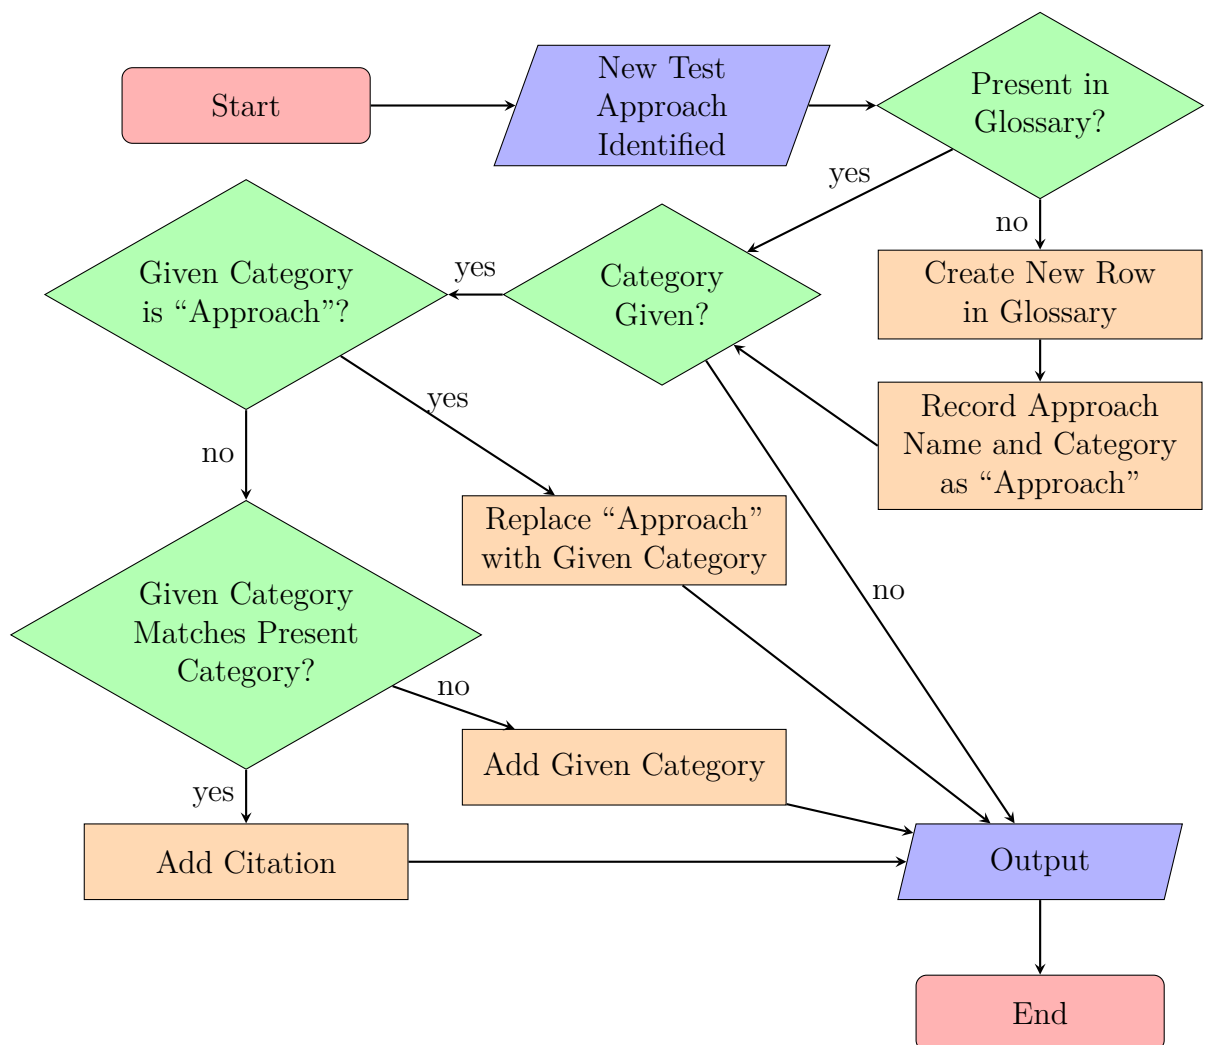 Start
New Test
Approach
Identified
Present in
Glossary?
yes
no
Given Category
is “Approach”?
yes
Category
Given?
Create New Row
in Glossary
yes
no
Record Approach
Name and Category
as “Approach”
Replace “Approach”
with Given Category
no
Given Category
Matches Present
Category?
no
Add Given Category
yes
Add Citation
Output
End